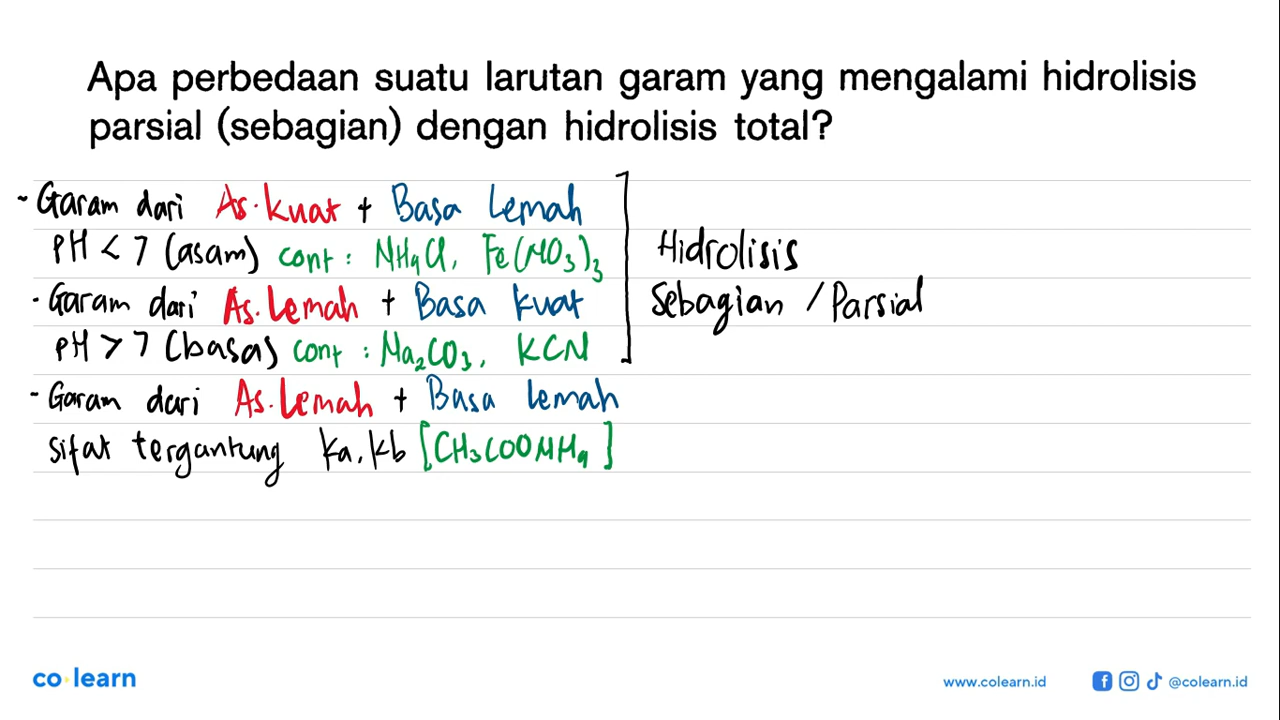 Apa perbedaan suatu larutan garam yang mengalami hidrolisis
parsial (sebagian) dengan hidrolisis total?
- Garam dari As. kuat + Basa Lemah
PH < 7 (asam) cont : NH4Cl, Fe(NO3)3
- Garam dari As. Lemah + Basa kuat
PH > 7 (basa) cont : Na2CO3, KCN
Hidrolisis
Sebagian / Parsial
- Garam dari As. Lemah + Basa lemah
sifat tergantung Ka, Kb [CH3COONH4]
co learn
www.colearn.id
@colearn.id